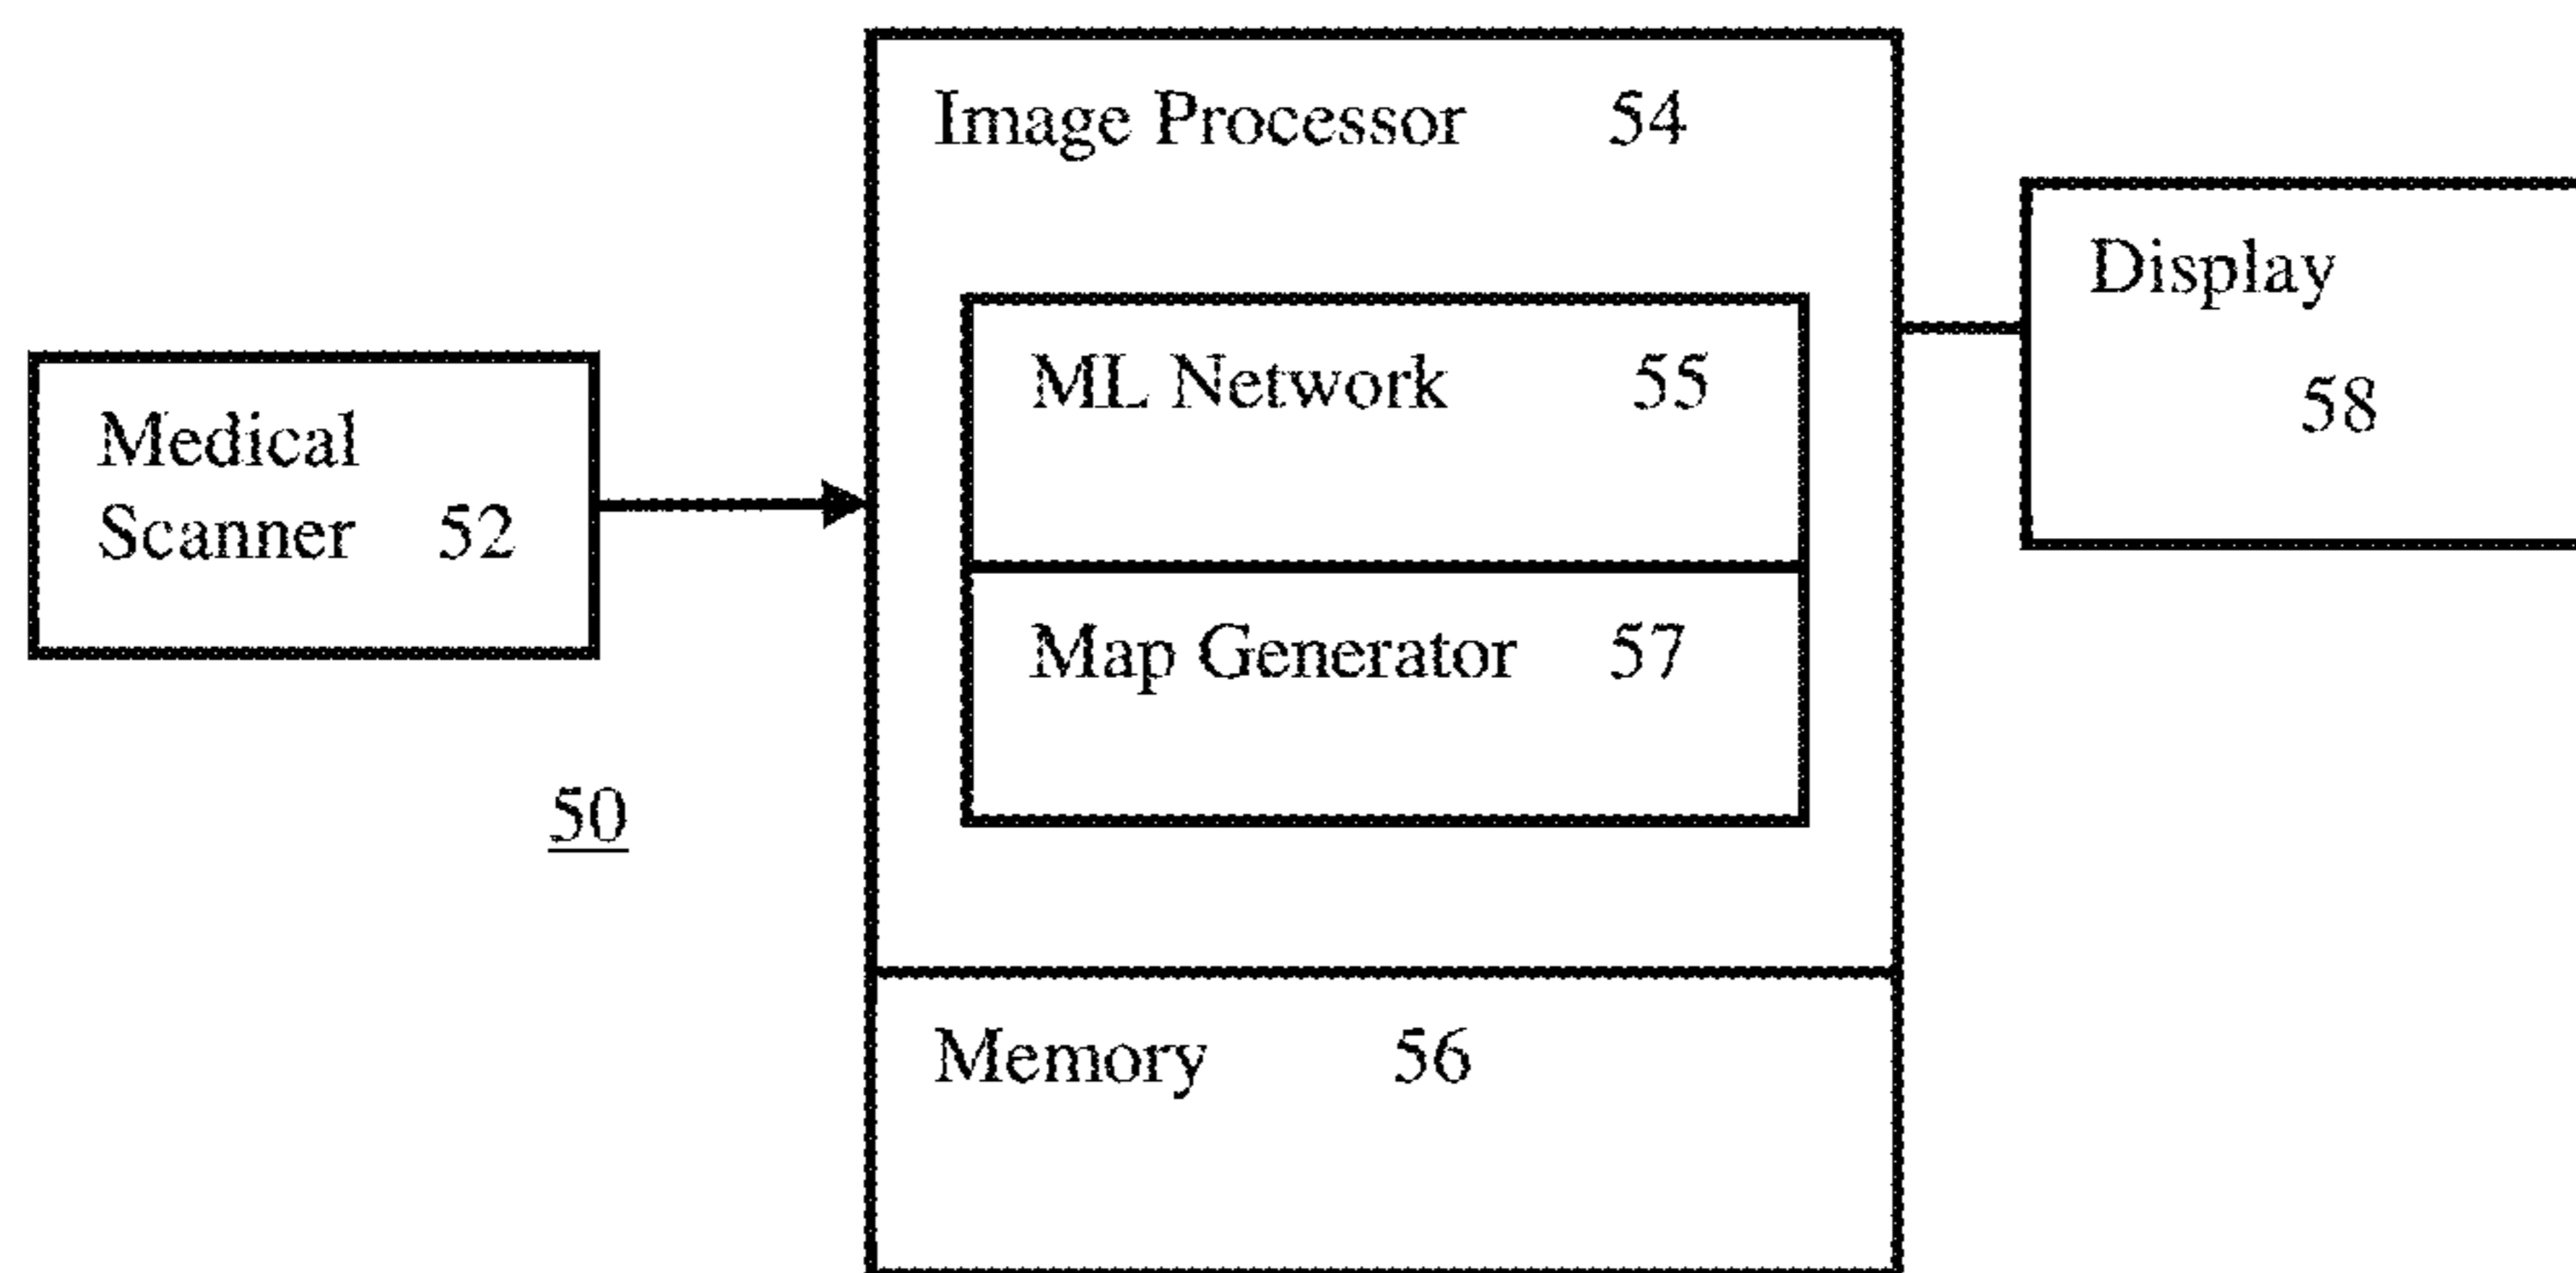 Image Processor 54
Display
58
ML Network 55
Medical
Scanner 52
Map Generator 57
50
Memory 56